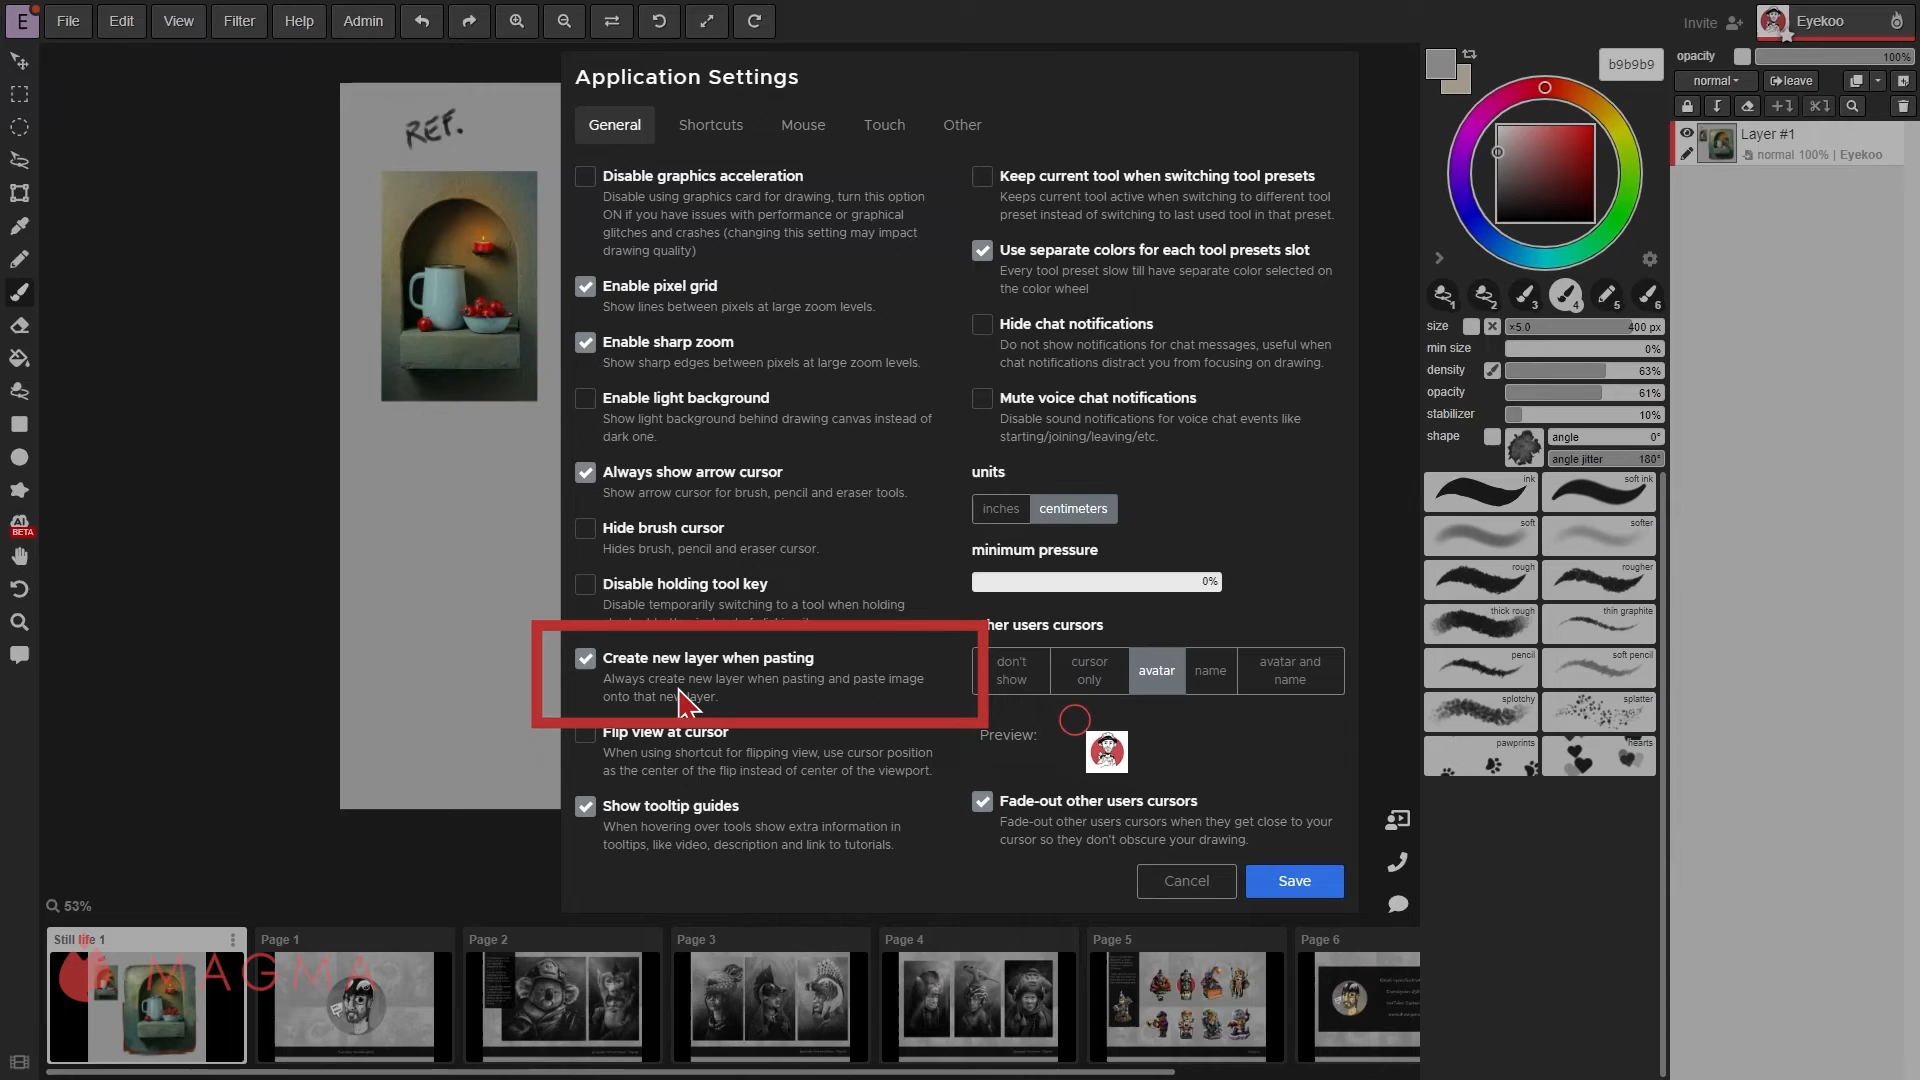 E
File
Edit
View
Filter
Help
Admin
Invite
Eyekoo
REF.
Application Settings
General
Shortcuts
Mouse
Touch
Other
Disable graphics acceleration
Disable using graphics card for drawing, turn this option
ON if you have issues with performance or graphical
glitches and crashes (changing this setting may impact
drawing quality)
Enable pixel grid
Show lines between pixels at large zoom levels.
Enable sharp zoom
Show sharp edges between pixels at large zoom levels.
Enable light background
Show light background behind drawing canvas instead of
dark one.
Always show arrow cursor
Show arrow cursor for brush, pencil and eraser tools.
Hide brush cursor
Hides brush, pencil and eraser cursor.
Disable holding tool key
Disable temporarily switching to a tool when holding
Create new layer when pasting
Always create new layer when pasting and paste image
onto that new layer.
Flip view at cursor
When using shortcut for flipping view, use cursor position
as the center of the flip instead of center of the viewport.
Show tooltip guides
When hovering over tools show extra information in
tooltips, like video, description and link to tutorials.
Keep current tool when switching tool presets
Keeps current tool active when switching to different tool
preset instead of switching to last used tool in that preset.
Use separate colors for each tool presets slot
Every tool preset slow till have separate color selected on
the color wheel
Hide chat notifications
Do not show notifications for chat messages, useful when
chat notifications distract you from focusing on drawing.
Mute voice chat notifications
Disable sound notifications for voice chat events like
starting/joining/leaving/etc.
units
inches
centimeters
minimum pressure
0%
her users cursors
don't
show
cursor
only
avatar
name
avatar and
name
Preview:
Fade-out other users cursors
Fade-out other users cursors when they get close to your
cursor so they don't obscure your drawing.
Cancel
Save
b9b9b9
1
2
3
4
5
6
size
×5.0
400 px
min size
0%
density
63%
opacity
61%
stabilizer
10%
shape
angle
0°
angle jitter
180°
ink
soft ink
soft
softer
rough
rougher
thick rough
thin graphite
pencil
soft pencil
splotchy
splatter
pawprints
hearts
opacity
100%
normal
leave
Layer #1
normal 100% | Eyekoo
AI
BETA
53%
Still life 1
Page 1
Page 2
Page 3
Page 4
Page 5
Page 6
MAGMA